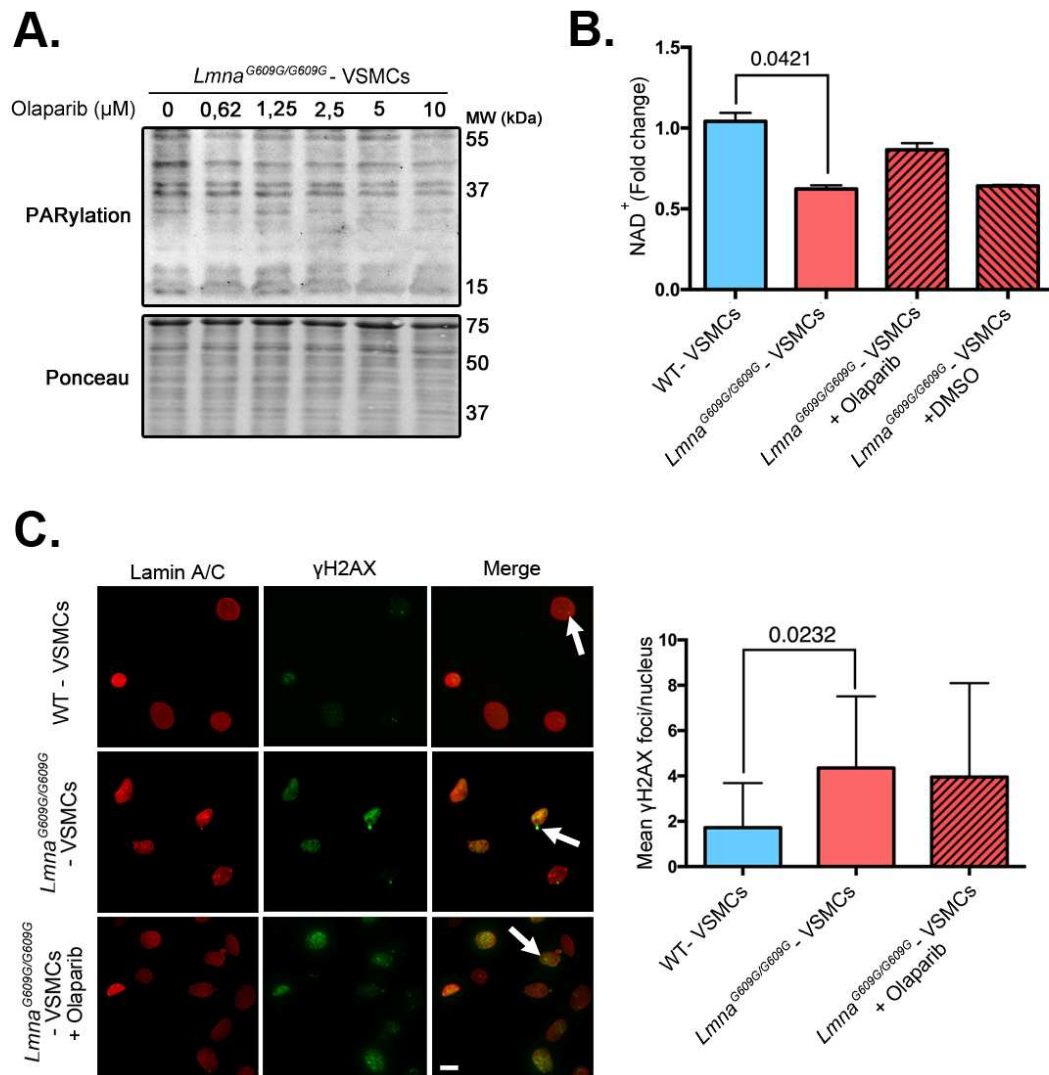 A.
Lmna^G609G/G609G - VSMCs
Olaparib (µM) 0 0,62 1,25 2,5 5 10 MW (kDa)
55
37
PARylation
15
75
50
Ponceau
37
B.
NAD+ (Fold change)
1.5
1.0
0.5
0.0
0.0421
WT- VSMCs
Lmna^G609G/G609G - VSMCs
Lmna^G609G/G609G - VSMCs
+ Olaparib
Lmna^G609G/G609G - VSMCs
+DMSO
C.
Lamin A/C γH2AX Merge
WT - VSMCs
Lmna^G609G/G609G
- VSMCs
Lmna^G609G/G609G
- VSMCs
+ Olaparib
Mean γH2AX foci/nucleus
10
8
6
4
2
0
0.0232
WT- VSMCs
Lmna^G609G/G609G - VSMCs
Lmna^G609G/G609G - VSMCs
+ Olaparib